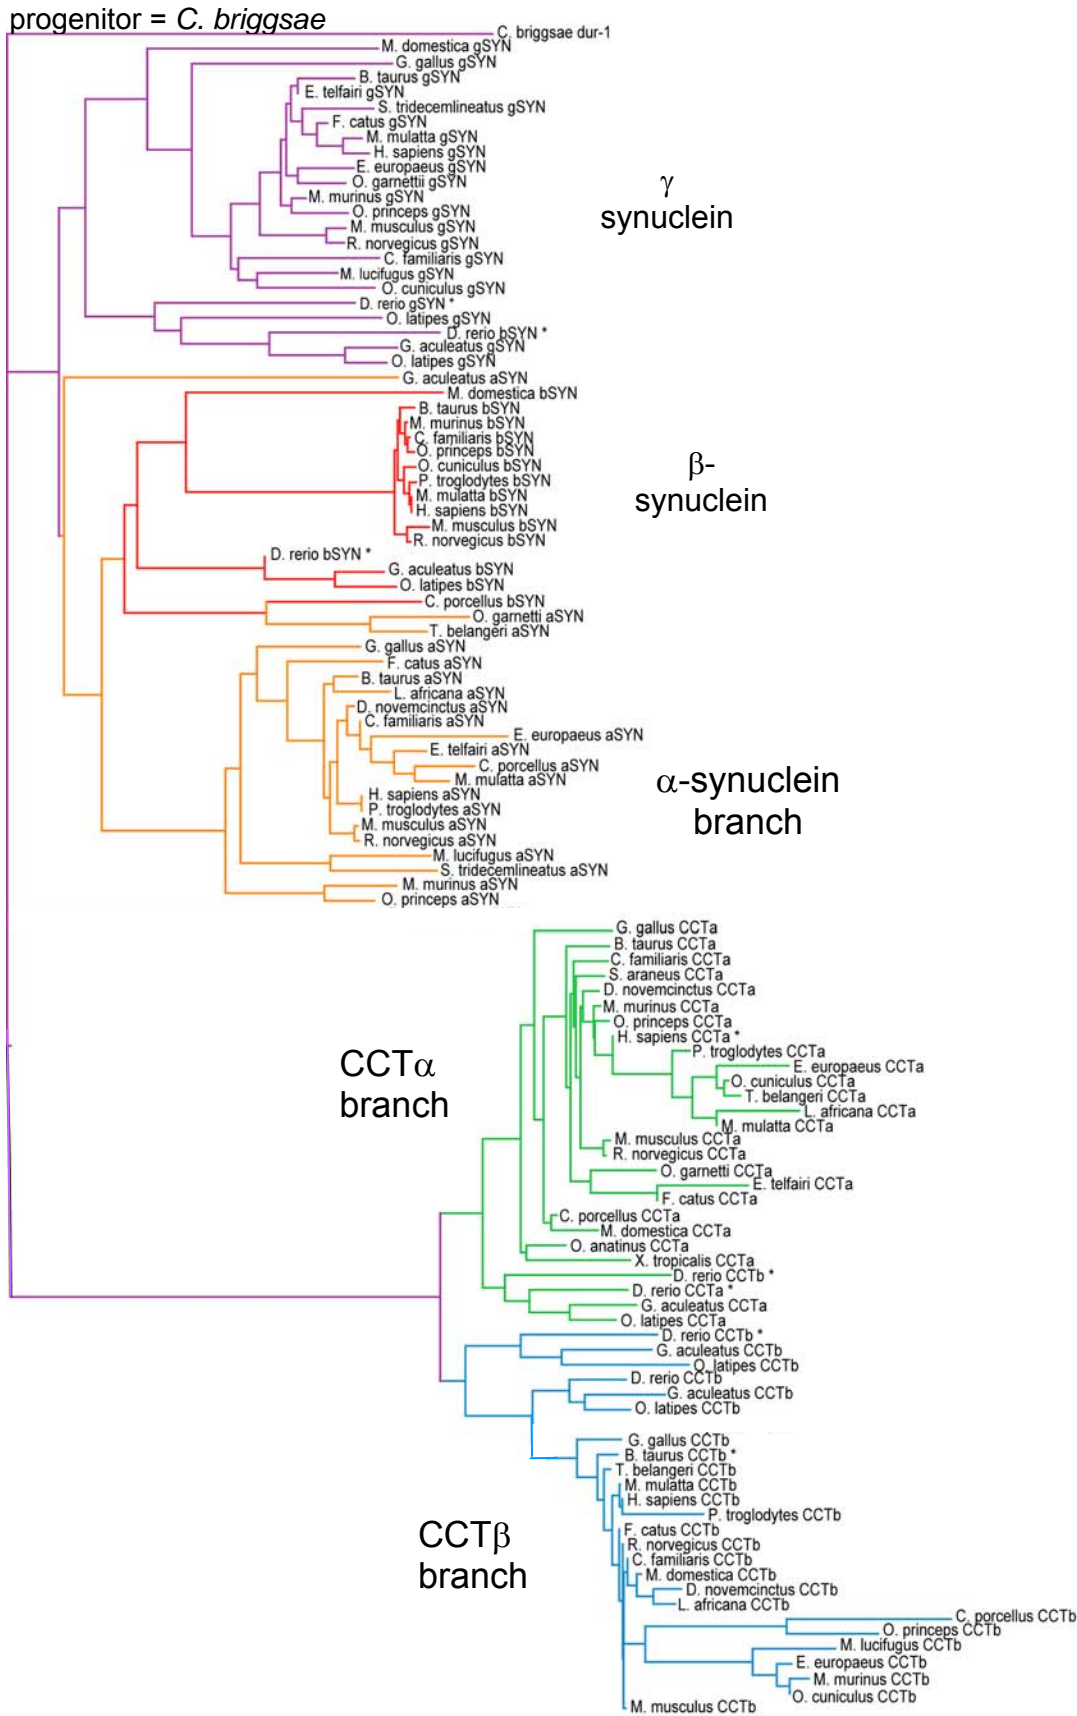 progenitor = C. briggsae
C. briggsae dur-1
M. domestica gSYN
G. gallus gSYN
B. taurus gSYN
E. telfairi gSYN
S. tridecemlineatus gSYN
F. catus gSYN
M. mulatta gSYN
H. sapiens gSYN
E. europaeus gSYN
O. garnettii gSYN
M. murinus gSYN
O. princeps gSYN
M. musculus gSYN
R. norvegicus gSYN
C. familiaris gSYN
M. lucifugus gSYN
O. cuniculus gSYN
D. rerio gSYN *
O. latipes gSYN
D. rerio bSYN *
G. aculeatus gSYN
O. latipes gSYN
γ
synuclein
G. aculeatus aSYN
M. domestica bSYN
B. taurus bSYN
M. murinus bSYN
C. familiaris bSYN
O. princeps bSYN
O. cuniculus bSYN
P. troglodytes bSYN
M. mulatta bSYN
H. sapiens bSYN
M. musculus bSYN
R. norvegicus bSYN
D. rerio bSYN *
G. aculeatus bSYN
O. latipes bSYN
C. porcellus bSYN
O. garnetti aSYN
T. belangeri aSYN
β-
synuclein
G. gallus aSYN
F. catus aSYN
B. taurus aSYN
L. africana aSYN
D. novemcinctus aSYN
C. familiaris aSYN
E. europaeus aSYN
E. telfairi aSYN
C. porcellus aSYN
M. mulatta aSYN
H. sapiens aSYN
P. troglodytes aSYN
M. musculus aSYN
R. norvegicus aSYN
M. lucifugus aSYN
S. tridecemlineatus aSYN
M. murinus aSYN
O. princeps aSYN
α-synuclein
branch
G. gallus CCTa
B. taurus CCTa
C. familiaris CCTa
S. araneus CCTa
D. novemcinctus CCTa
M. murinus CCTa
O. princeps CCTa
H. sapiens CCTa *
P. troglodytes CCTa
E. europaeus CCTa
O. cuniculus CCTa
T. belangeri CCTa
L. africana CCTa
M. mulatta CCTa
M. musculus CCTa
R. norvegicus CCTa
O. garnetti CCTa
E. telfairi CCTa
F. catus CCTa
C. porcellus CCTa
M. domestica CCTa
O. anatinus CCTa
X. tropicalis CCTa
D. rerio CCTb *
D. rerio CCTa *
G. aculeatus CCTa
O. latipes CCTa
CCTα
branch
D. rerio CCTb *
G. aculeatus CCTb
O. latipes CCTb
D. rerio CCTb
G. aculeatus CCTb
O. latipes CCTb
G. gallus CCTb
B. taurus CCTb *
T. belangeri CCTb
M. mulatta CCTb
H. sapiens CCTb
P. troglodytes CCTb
F. catus CCTb
R. norvegicus CCTb
C. familiaris CCTb
M. domestica CCTb
D. novemcinctus CCTb
L. africana CCTb
C. porcellus CCTb
O. princeps CCTb
M. lucifugus CCTb
E. europaeus CCTb
M. murinus CCTb
O. cuniculus CCTb
M. musculus CCTb
CCTβ
branch